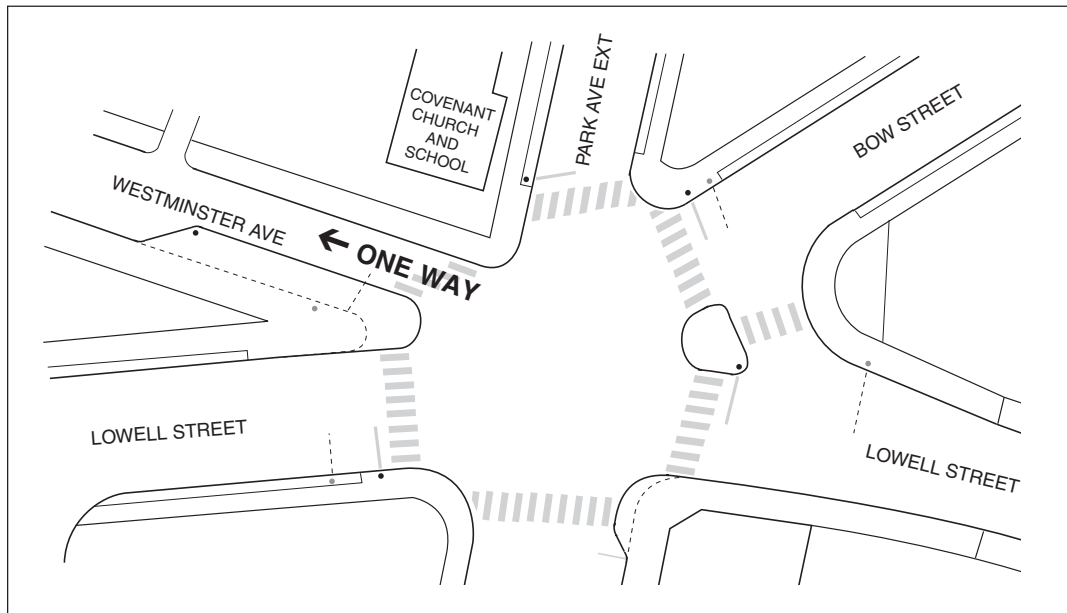 COVENANT
CHURCH
AND
SCHOOL
PARK AVE EXT
BOW STREET
WESTMINSTER AVE
← ONE WAY
LOWELL STREET
LOWELL STREET